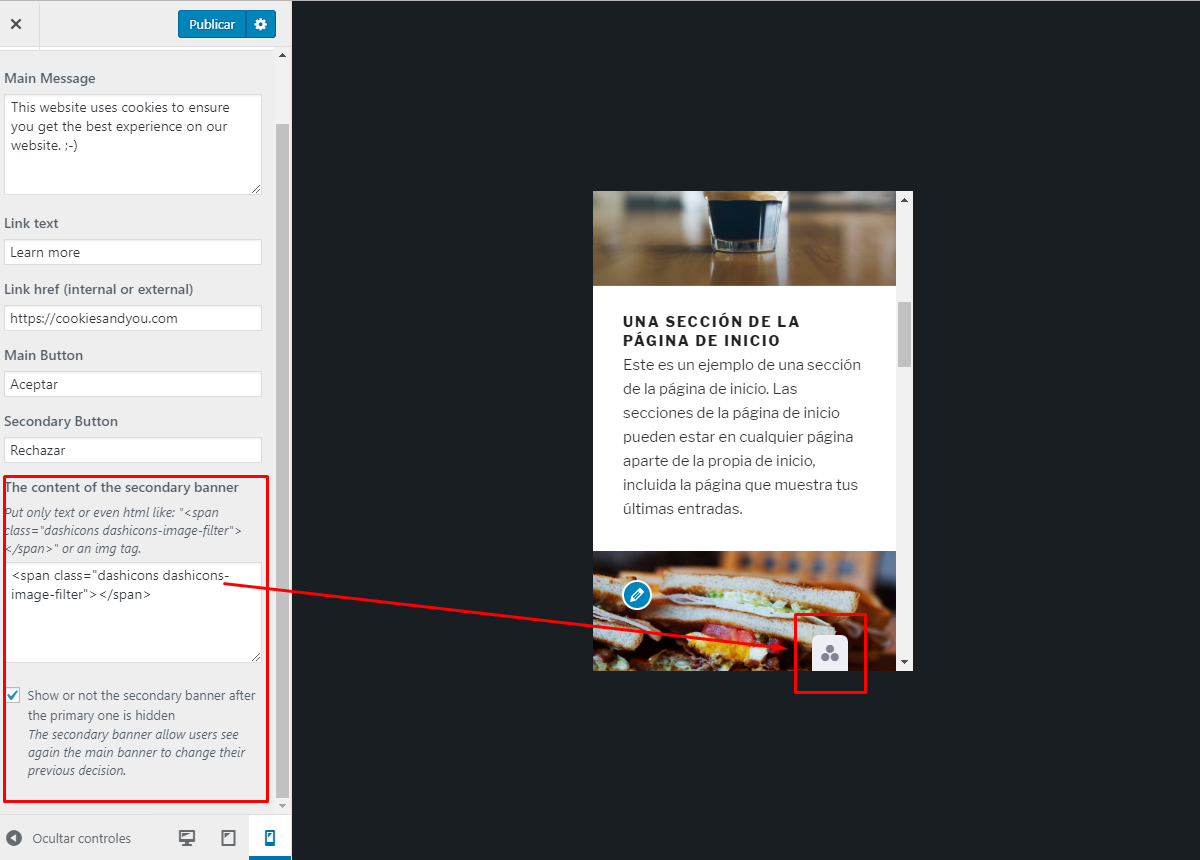 Publicar
Main Message
This website uses cookies to ensure
you get the best experience on our
website. ;-)
Link text
Learn more
Link href (internal or external)
https://cookiesandyou.com
Main Button
Aceptar
Secondary Button
Rechazar
The content of the secondary banner
Put only text or even html like: "<span
class="dashicons dashicons-image-filter">
</span>" or an img tag.
<span class="dashicons dashicons-
image-filter"></span>
Show or not the secondary banner after
the primary one is hidden
The secondary banner allow users see
again the main banner to change their
previous decision.
Ocultar controles
UNA SECCIÓN DE LA
PÁGINA DE INICIO
Este es un ejemplo de una sección
de la página de inicio. Las
secciones de la página de inicio
pueden estar en cualquier página
aparte de la propia de inicio,
incluida la página que muestra tus
últimas entradas.